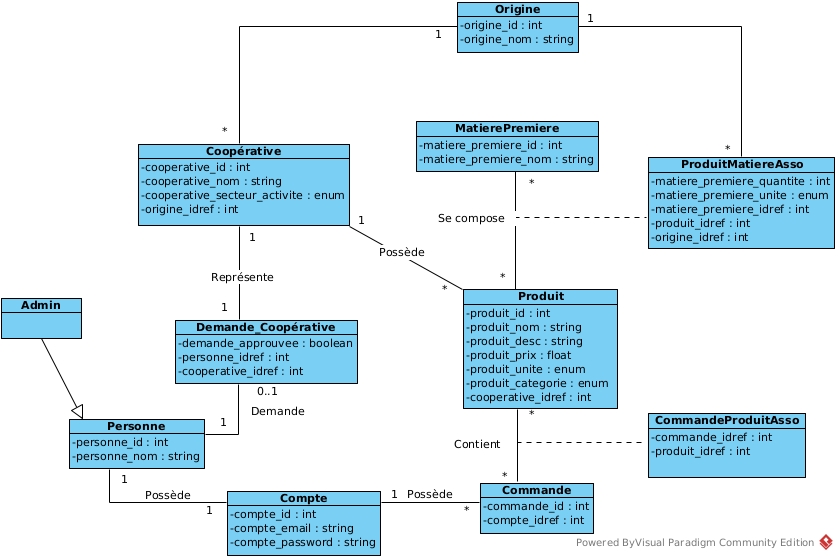 Origine
-origine_id : int
-origine_nom : string
1
1
*
*
MatierePremiere
-matiere_premiere_id : int
-matiere_premiere_nom : string
*
Coopérative
-cooperative_id : int
-cooperative_nom : string
-cooperative_secteur_activite : enum
-origine_idref : int
ProduitMatiereAsso
-matiere_premiere_quantite : int
-matiere_premiere_unite : enum
-matiere_premiere_idref : int
-produit_idref : int
-origine_idref : int
Se compose
1
1
Possède
*
*
Représente
1
Produit
-produit_id : int
-produit_nom : string
-produit_desc : string
-produit_prix : float
-produit_unite : enum
-produit_categorie : enum
-cooperative_idref : int
Admin
Demande_Coopérative
-demande_approuvee : boolean
-personne_idref : int
-cooperative_idref : int
0..1
Demande
1
Personne
-personne_id : int
-personne_nom : string
*
Contient
*
CommandeProduitAsso
-commande_idref : int
-produit_idref : int
1
Possède
1
Compte
-compte_id : int
-compte_email : string
-compte_password : string
1
Possède
*
Commande
-commande_id : int
-compte_idref : int
Powered ByVisual Paradigm Community Edition